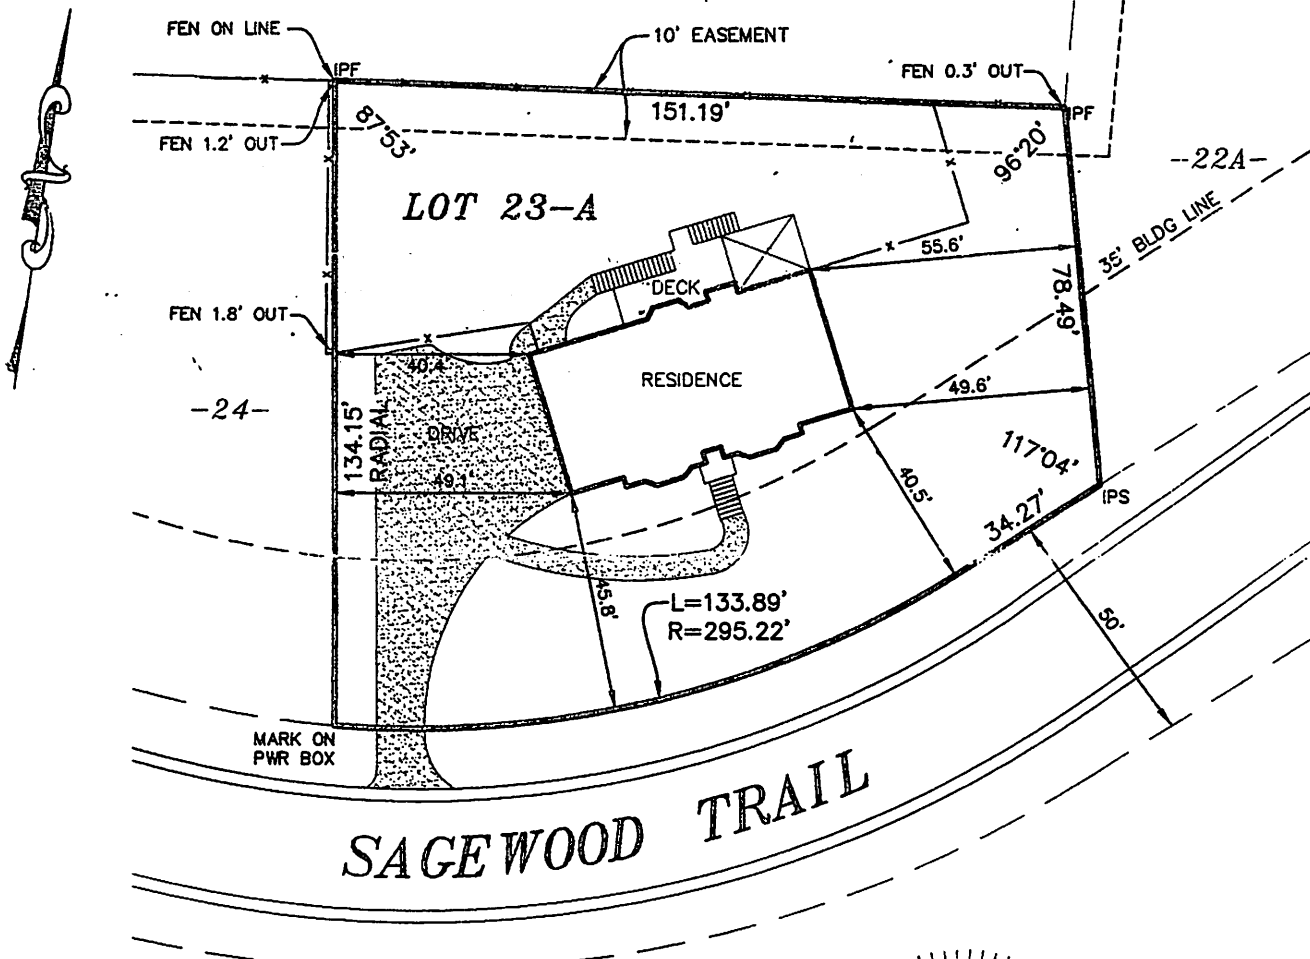 FEN ON LINE
10' EASEMENT
IPF
FEN 0.3' OUT
151.19'
IPF
87°53'
FEN 1.2' OUT
96°20'
--22A-
LOT 23-A
35' BLDG LINE
55.6'
DECK
78.49'
FEN 1.8' OUT
40.4'
RESIDENCE
49.6'
-24-
134.15'
RADIAL
DRIVE
117°04'
49.1'
40.5'
IPS
34.27'
45.8'
L=133.89'
R=295.22'
50'
MARK ON
PWR BOX
SAGEWOOD TRAIL